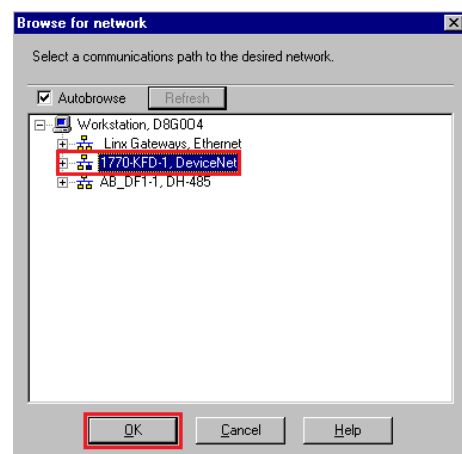 Browse for network
Select a communications path to the desired network.
Autobrowse Refresh
Workstation, D8G004
Linx Gateways, Ethernet
1770-KFD-1, DeviceNet
AB_DF1-1, DH-485
OK Cancel Help